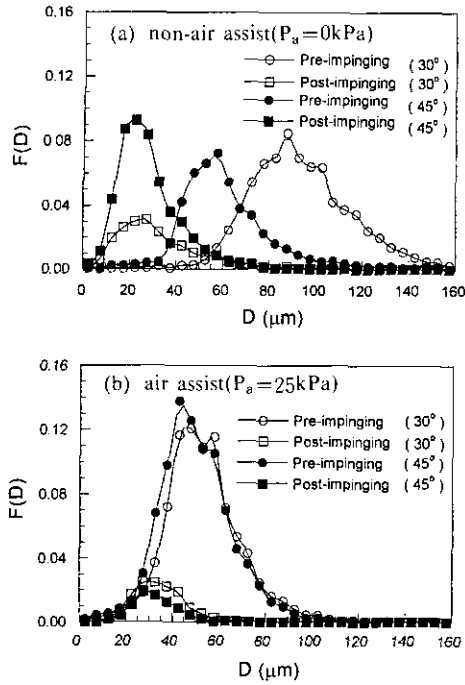 0.16
(a) non-air assist(Pa=0kPa)
Pre-impinging (30°)
Post-impinging (30°)
Pre-impinging (45°)
Post-impinging (45°)
0.12
0.08
0.04
0.00
F(D)
0 20 40 60 80 100 120 140 160
D (μm)
0.16
(b) air assist(Pa=25kPa)
Pre-impinging (30°)
Post-impinging (30°)
Pre-impinging (45°)
Post-impinging (45°)
0.12
0.08
0.04
0.00
F(D)
0 20 40 60 80 100 120 140 160
D (μm)